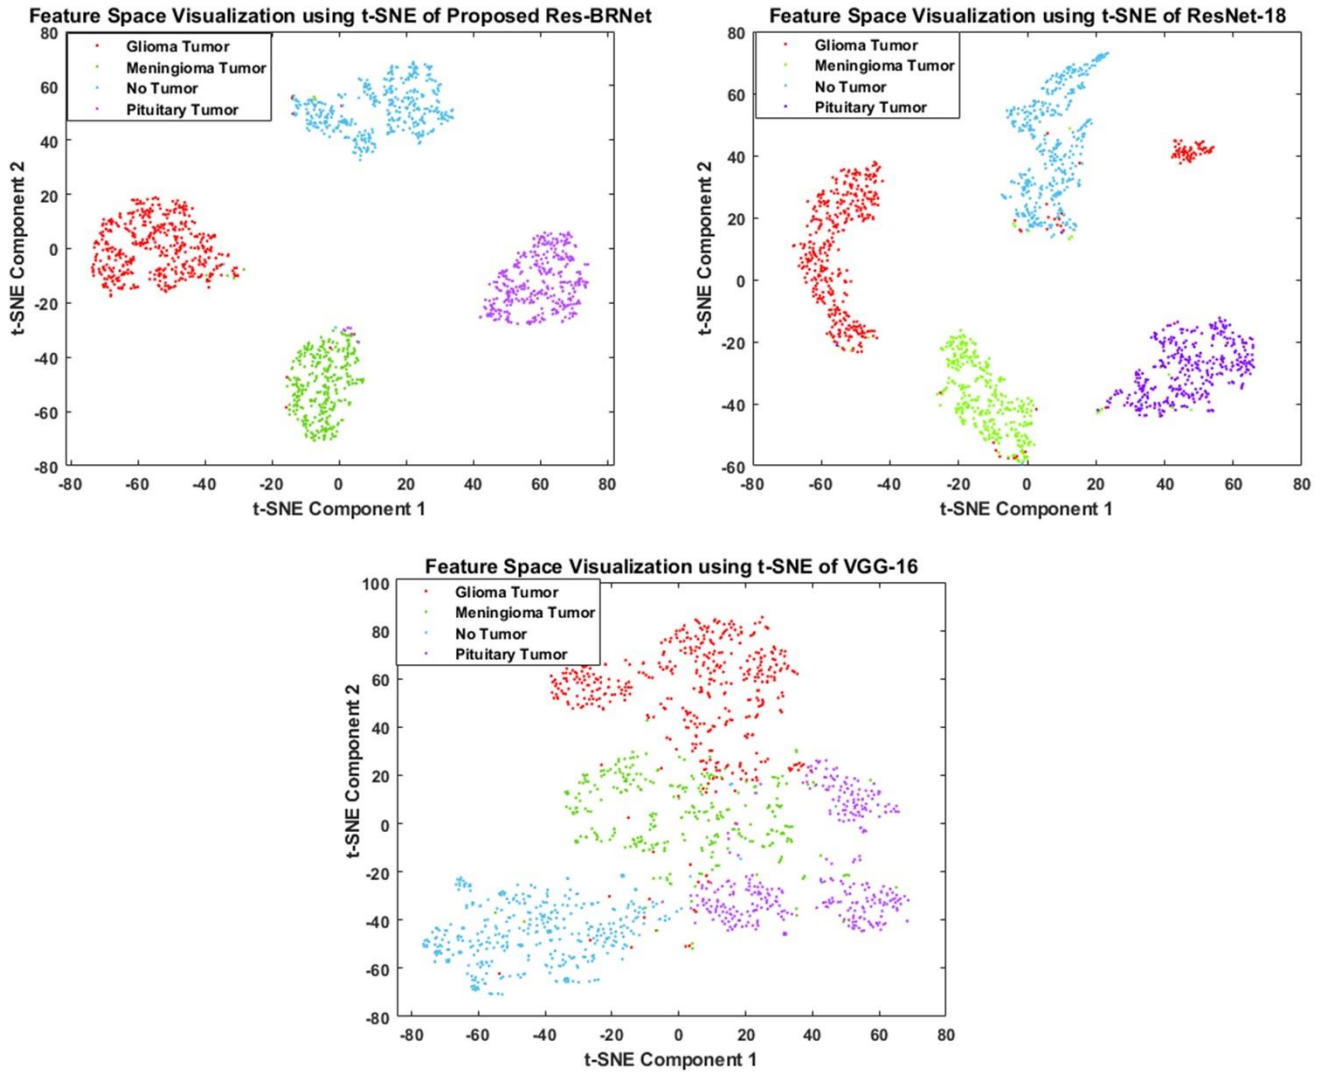 Feature Space Visualization using t-SNE of Proposed Res-BRNet
Glioma Tumor
Meningioma Tumor
No Tumor
Pituitary Tumor
80
60
40
20
0
-20
-40
-60
-80
t-SNE Component 2
-80 -60 -40 -20 0 20 40 60 80
t-SNE Component 1
Feature Space Visualization using t-SNE of ResNet-18
Glioma Tumor
Meningioma Tumor
No Tumor
Pituitary Tumor
80
60
40
20
0
-20
-40
-60
t-SNE Component 2
-80 -60 -40 -20 0 20 40 60 80
t-SNE Component 1
Feature Space Visualization using t-SNE of VGG-16
Glioma Tumor
Meningioma Tumor
No Tumor
Pituitary Tumor
100
80
60
40
20
0
-20
-40
-60
-80
t-SNE Component 2
-80 -60 -40 -20 0 20 40 60 80
t-SNE Component 1